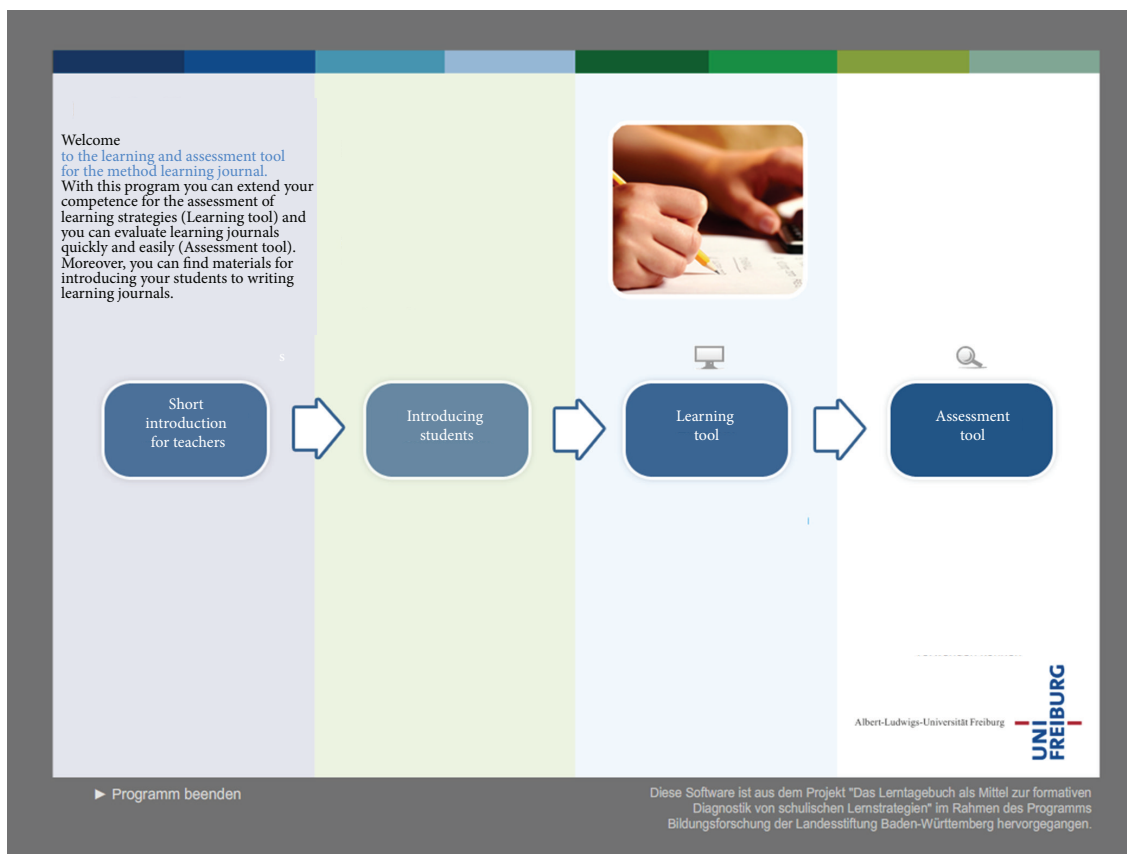 Welcome
to the learning and assessment tool
for the method learning journal.
With this program you can extend your
competence for the assessment of
learning strategies (Learning tool) and
you can evaluate learning journals
quickly and easily (Assessment tool).
Moreover, you can find materials for
introducing your students to writing
learning journals.
s
Short
introduction
for teachers
Introducing
students
Learning
tool
Assessment
tool
Albert-Ludwigs-Universität Freiburg
UNI
FREIBURG
► Programm beenden
Diese Software ist aus dem Projekt "Das Lerntagebuch als Mittel zur formativen
Diagnostik von schulischen Lernstrategien" im Rahmen des Programms
Bildungsforschung der Landesstiftung Baden-Württemberg hervorgegangen.